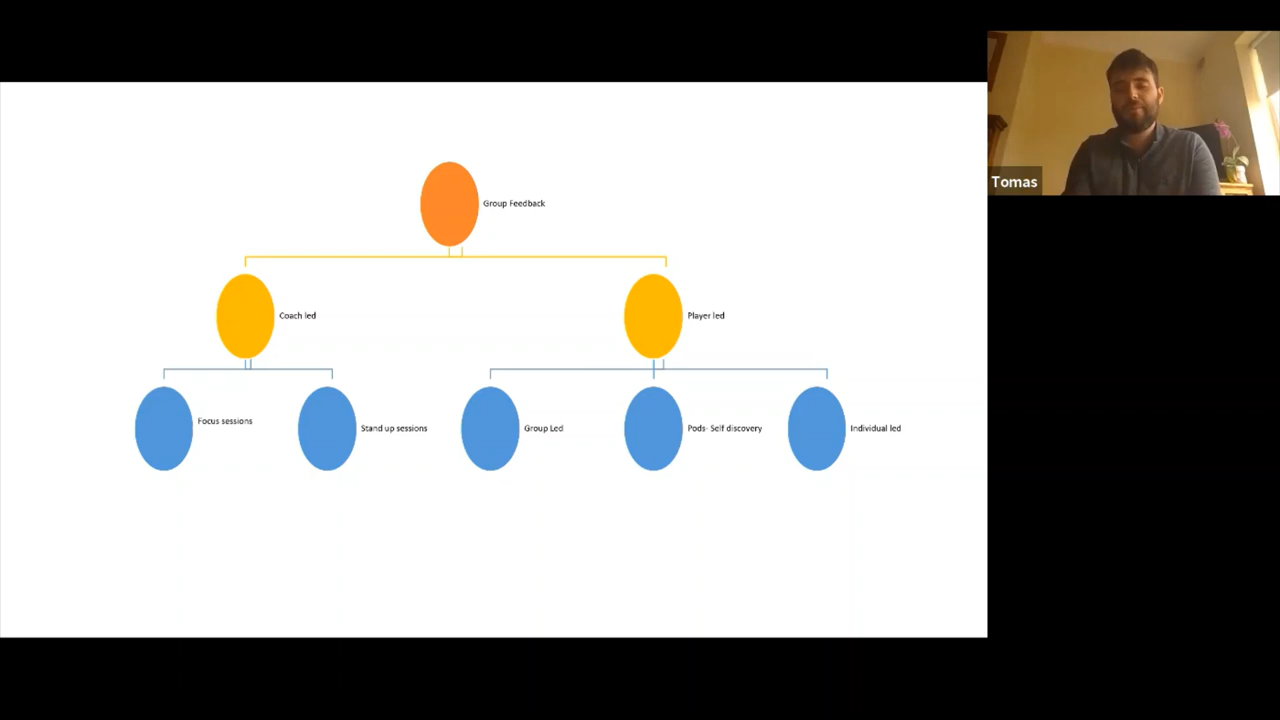 Group Feedback
Coach led
Player led
Focus sessions
Stand up sessions
Group Led
Pods- Self discovery
Individual led
Tomas